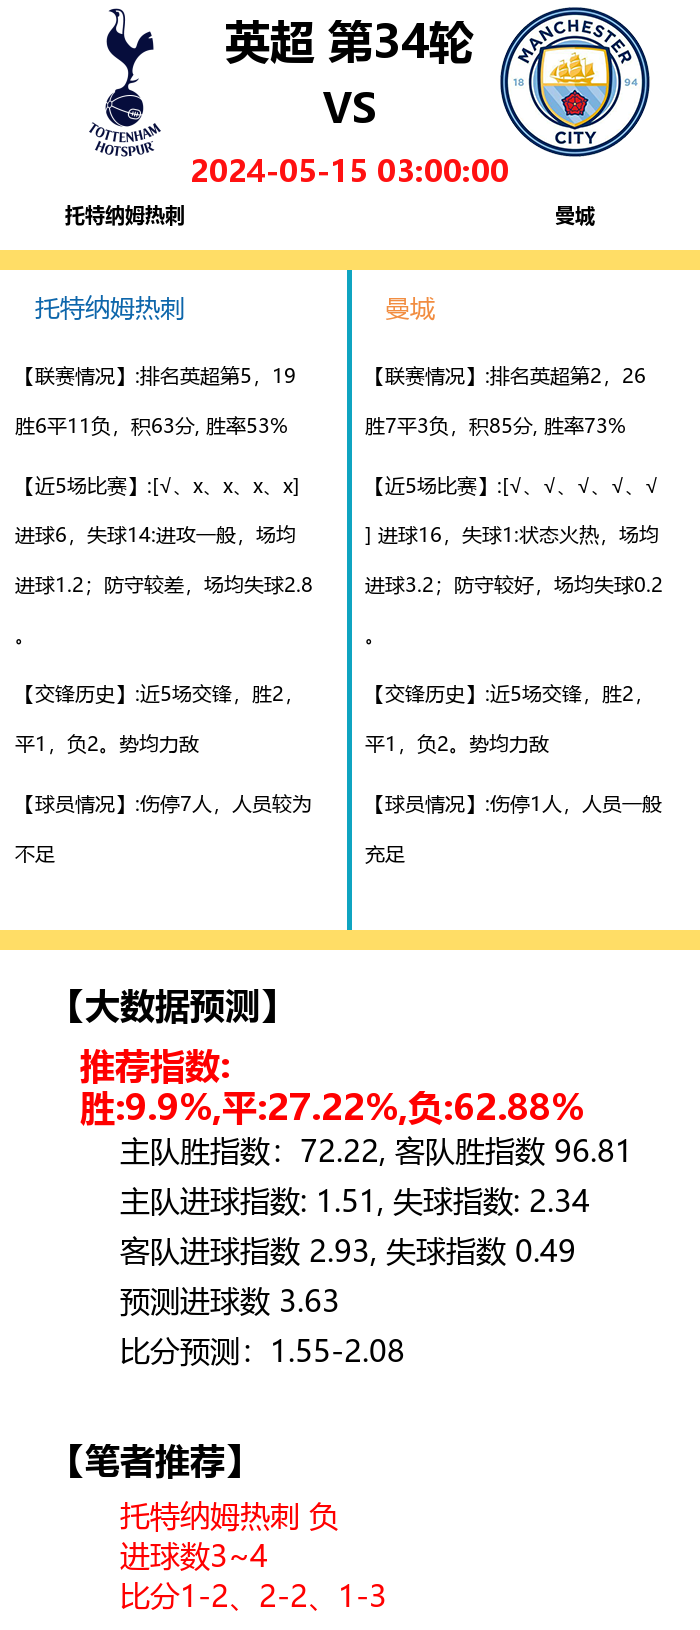 英超 第34轮
VS
2024-05-15 03:00:00
TOTTENHAM
HOTSPUR
MANCHESTER
18 94
CITY
托特纳姆热刺
曼城
托特纳姆热刺
【联赛情况】:排名英超第5，19
胜6平11负，积63分, 胜率53%
【近5场比赛】:[√、x、x、x、x]
进球6，失球14:进攻一般，场均
进球1.2；防守较差，场均失球2.8
。
【交锋历史】:近5场交锋，胜2，
平1，负2。势均力敌
【球员情况】:伤停7人，人员较为
不足
曼城
【联赛情况】:排名英超第2，26
胜7平3负，积85分, 胜率73%
【近5场比赛】:[√、√、√、√、√
] 进球16，失球1:状态火热，场均
进球3.2；防守较好，场均失球0.2
。
【交锋历史】:近5场交锋，胜2，
平1，负2。势均力敌
【球员情况】:伤停1人，人员一般
充足
【大数据预测】
推荐指数:
胜:9.9%,平:27.22%,负:62.88%
主队胜指数：72.22, 客队胜指数 96.81
主队进球指数: 1.51, 失球指数: 2.34
客队进球指数 2.93, 失球指数 0.49
预测进球数 3.63
比分预测：1.55-2.08
【笔者推荐】
托特纳姆热刺 负
进球数3~4
比分1-2、2-2、1-3